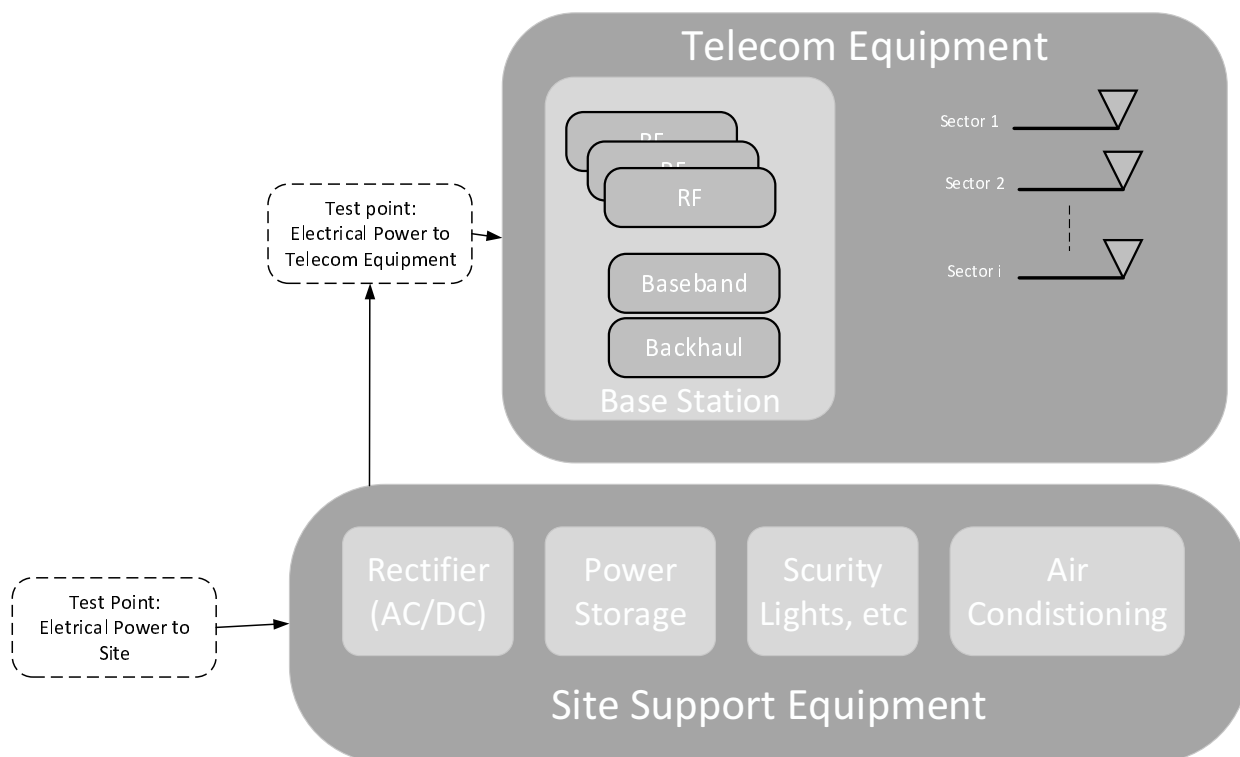 Telecom Equipment
RF
RF
RF
Baseband
Backhaul
Base Station
Sector 1
Sector 2
Sector i
Test point:
Electrical Power to
Telecom Equipment
Test Point:
Eletrical Power to
Site
Rectifier
(AC/DC)
Power
Storage
Scurity
Lights, etc
Air
Condistioning
Site Support Equipment